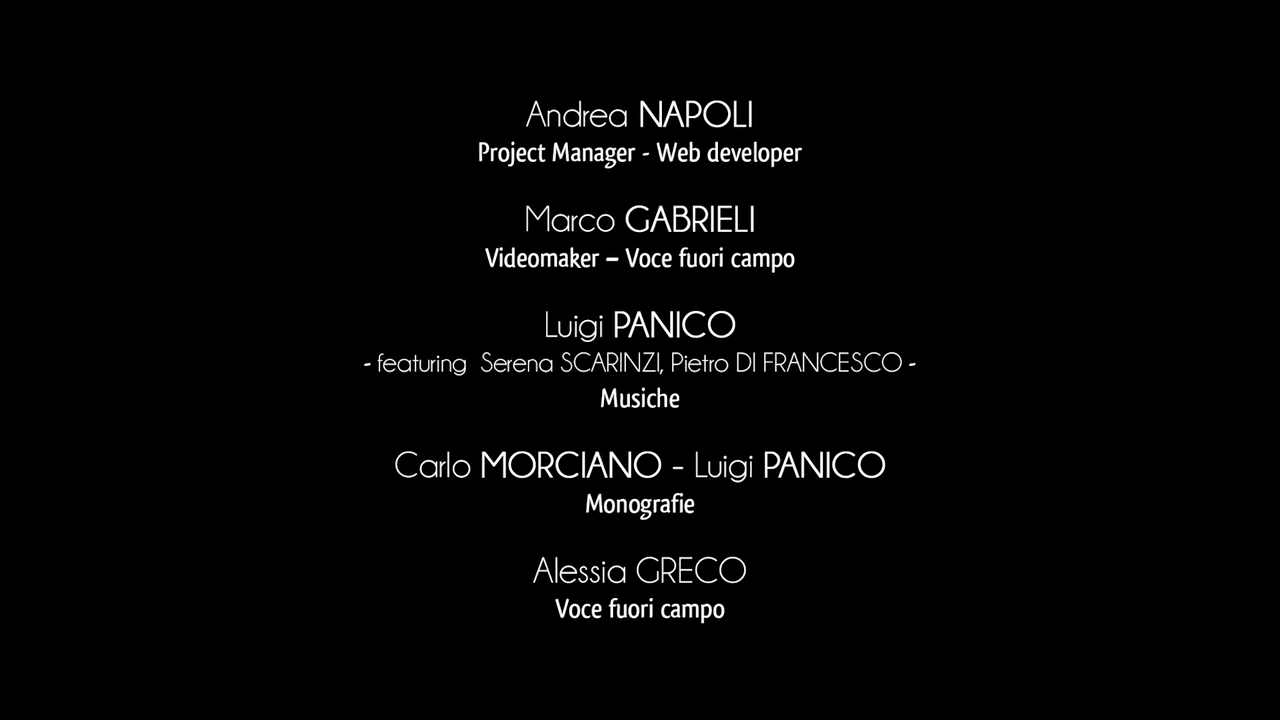 Andrea NAPOLI
Project Manager - Web developer
Marco GABRIELI
Videomaker – Voce fuori campo
Luigi PANICO
- featuring Serena SCARINZI, Pietro DI FRANCESCO -
Musiche
Carlo MORCIANO - Luigi PANICO
Monografie
Alessia GRECO
Voce fuori campo